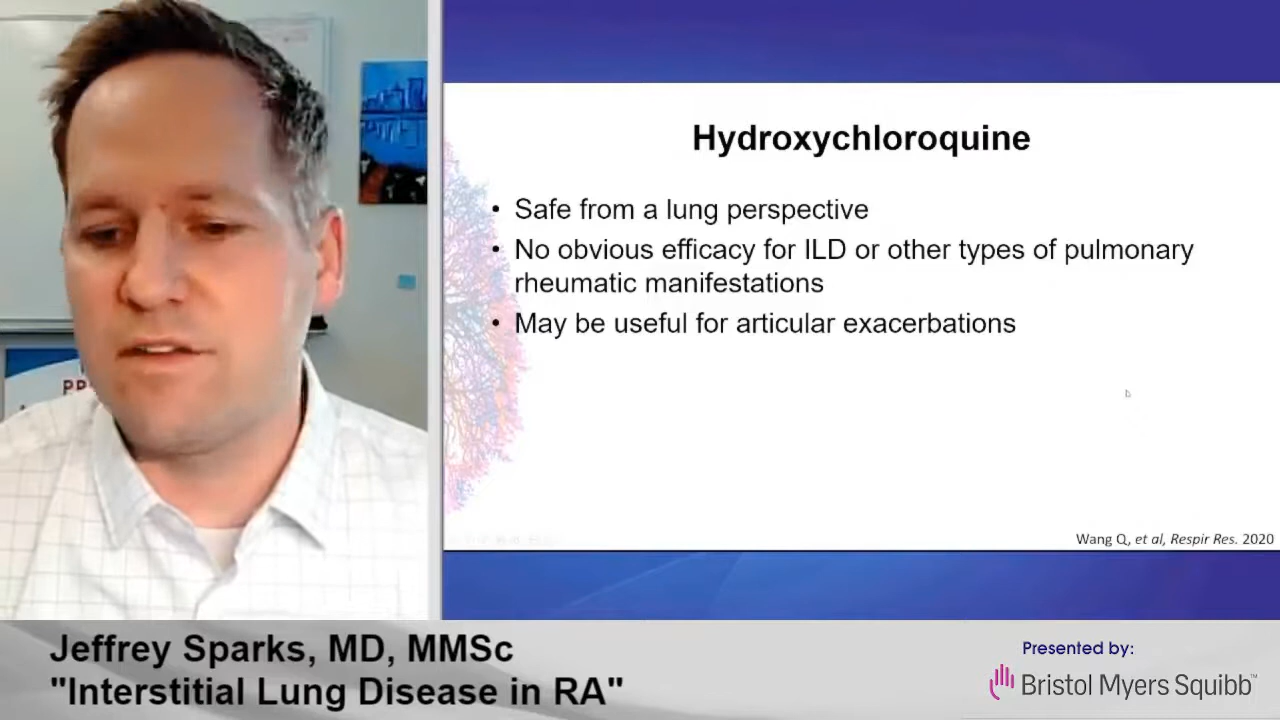 Hydroxychloroquine
• Safe from a lung perspective
• No obvious efficacy for ILD or other types of pulmonary
rheumatic manifestations
• May be useful for articular exacerbations
Wang Q, et al, Respir Res. 2020
PR
Jeffrey Sparks, MD, MMSc
"Interstitial Lung Disease in RA"
Presented by:
Bristol Myers Squibb™